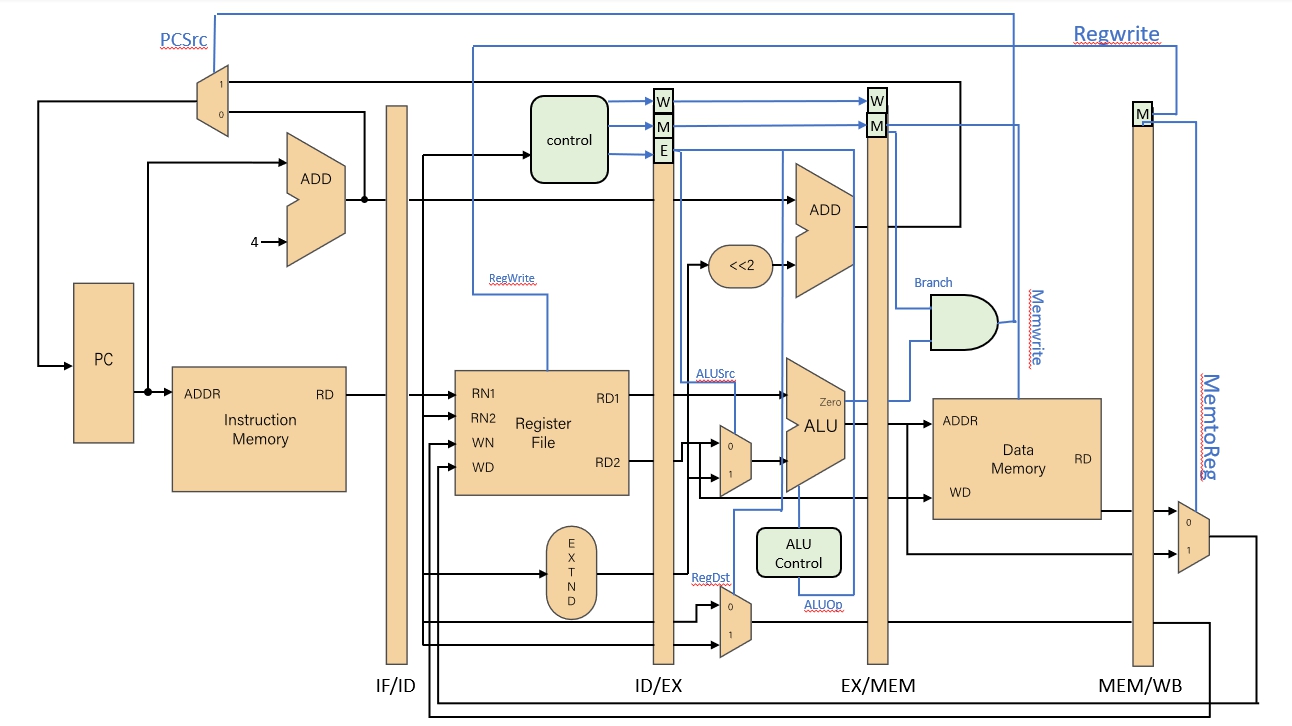 PCSrc
Regwrite
1
0
W
W
M
M
M
control
E
ADD
ADD
4
<<2
RegWrite
Branch
Memwrite
PC
ADDR
RD
Instruction
Memory
RN1
RN2
WN
WD
Register
File
RD1
RD2
ALUSrc
0
1
Zero
ALU
ADDR
Data
Memory
RD
WD
MemtoReg
0
1
E
X
T
N
D
ALU
Control
RegDst
0
1
ALUOp
IF/ID
ID/EX
EX/MEM
MEM/WB